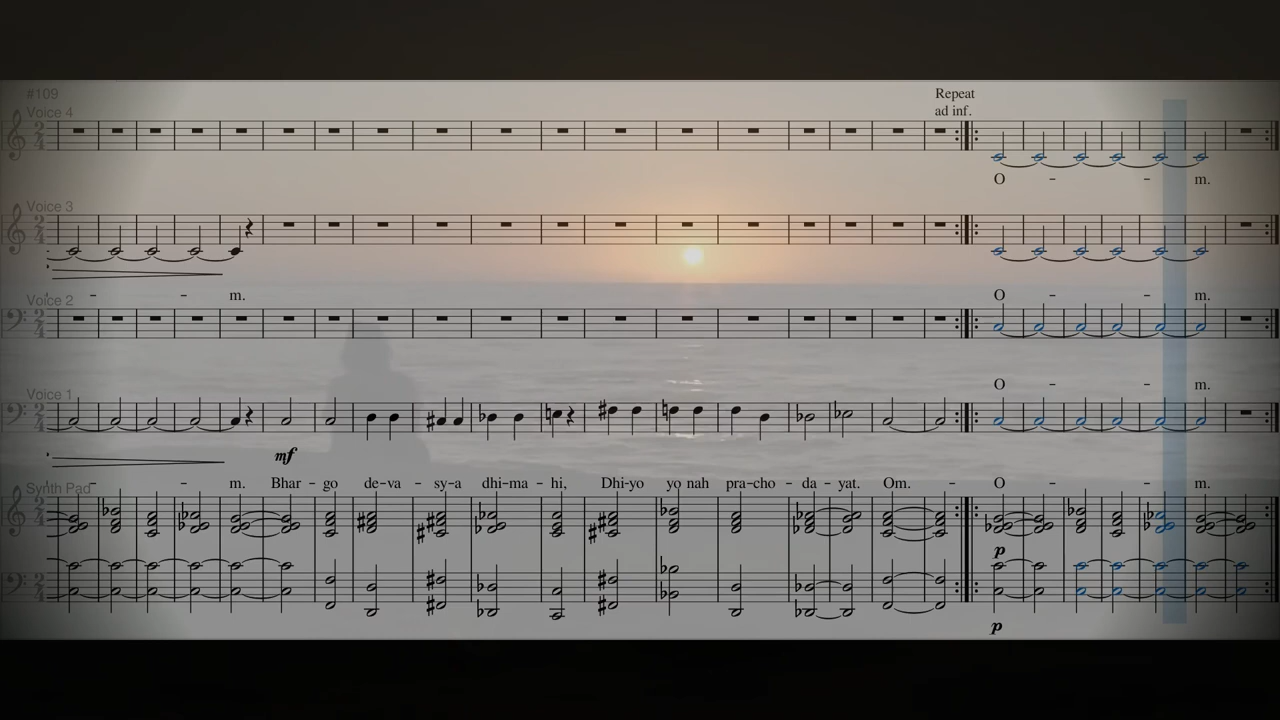 #109
Repeat
ad inf.
Voice 4
O - - m.
Voice 3
- - m.
O - - m.
Voice 2
O - - m.
Voice 1
mf
- - m. Bhar - go de-va - sy-a dhi-ma - hi, Dhi-yo yo nah pra-cho - da - yat. Om. - O - - m.
Synth Pad
p
p